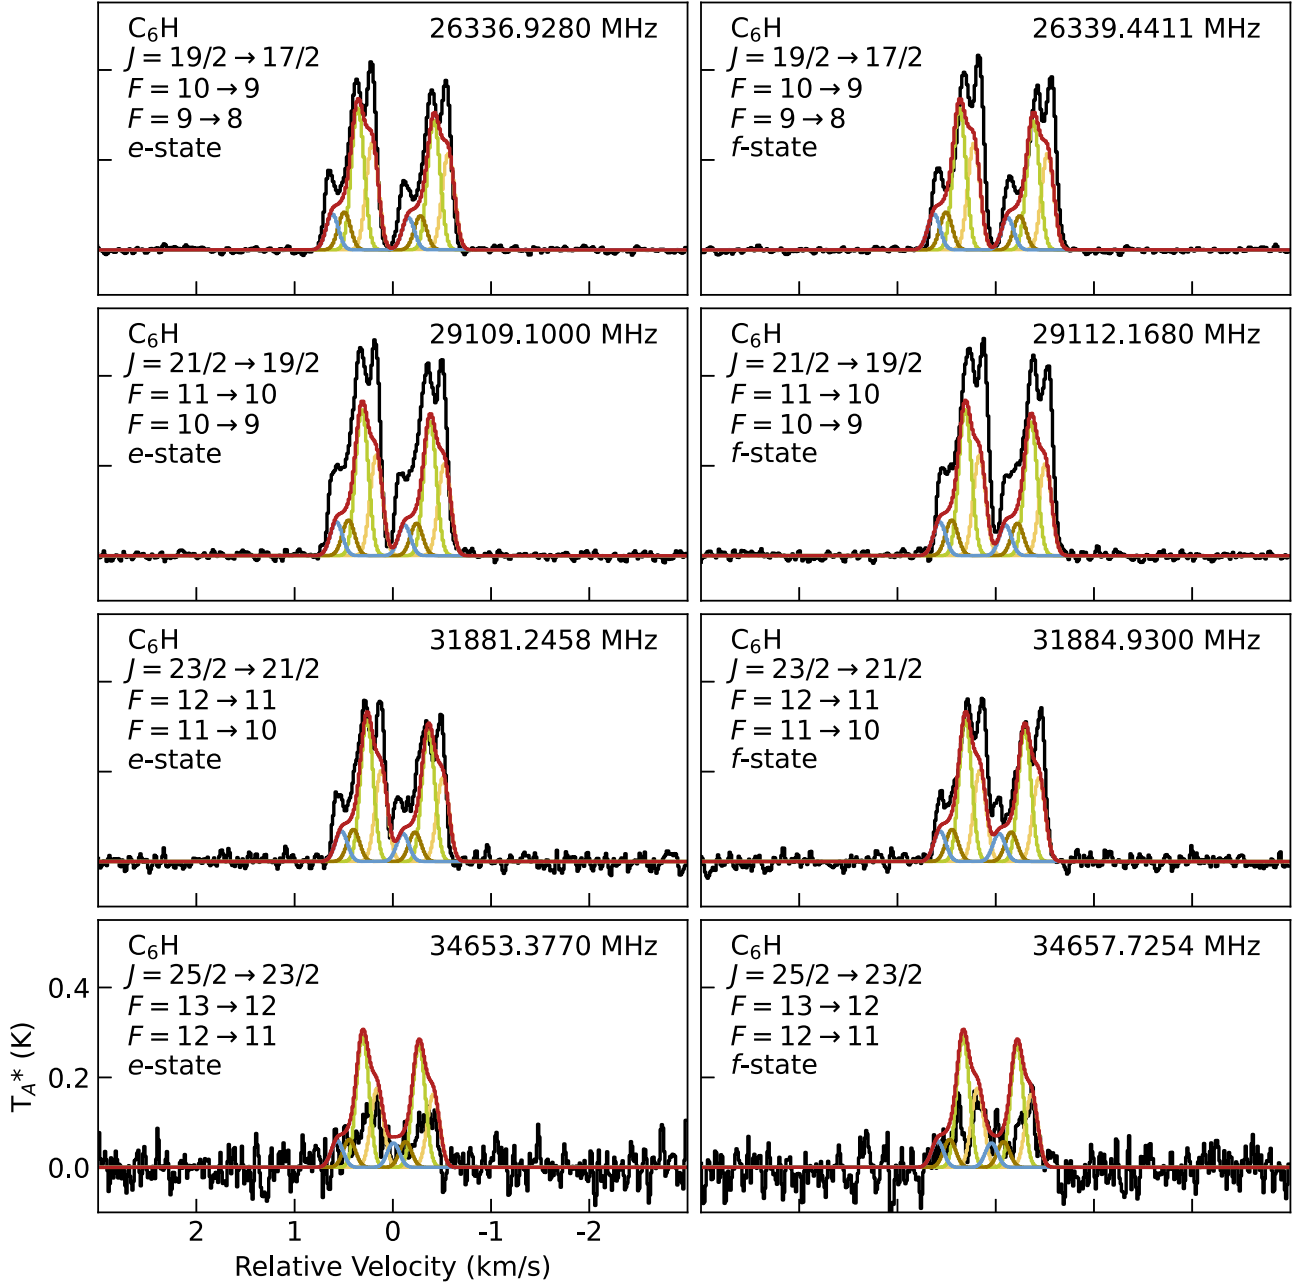 C₆H 26336.9280 MHz
J = 19/2 → 17/2
F = 10 → 9
F = 9 → 8
e-state
C₆H 26339.4411 MHz
J = 19/2 → 17/2
F = 10 → 9
F = 9 → 8
f-state
C₆H 29109.1000 MHz
J = 21/2 → 19/2
F = 11 → 10
F = 10 → 9
e-state
C₆H 29112.1680 MHz
J = 21/2 → 19/2
F = 11 → 10
F = 10 → 9
f-state
C₆H 31881.2458 MHz
J = 23/2 → 21/2
F = 12 → 11
F = 11 → 10
e-state
C₆H 31884.9300 MHz
J = 23/2 → 21/2
F = 12 → 11
F = 11 → 10
f-state
C₆H 34653.3770 MHz
J = 25/2 → 23/2
F = 13 → 12
F = 12 → 11
e-state
C₆H 34657.7254 MHz
J = 25/2 → 23/2
F = 13 → 12
F = 12 → 11
f-state
0.4
0.2
0.0
T_A* (K)
2 1 0 -1 -2
Relative Velocity (km/s)